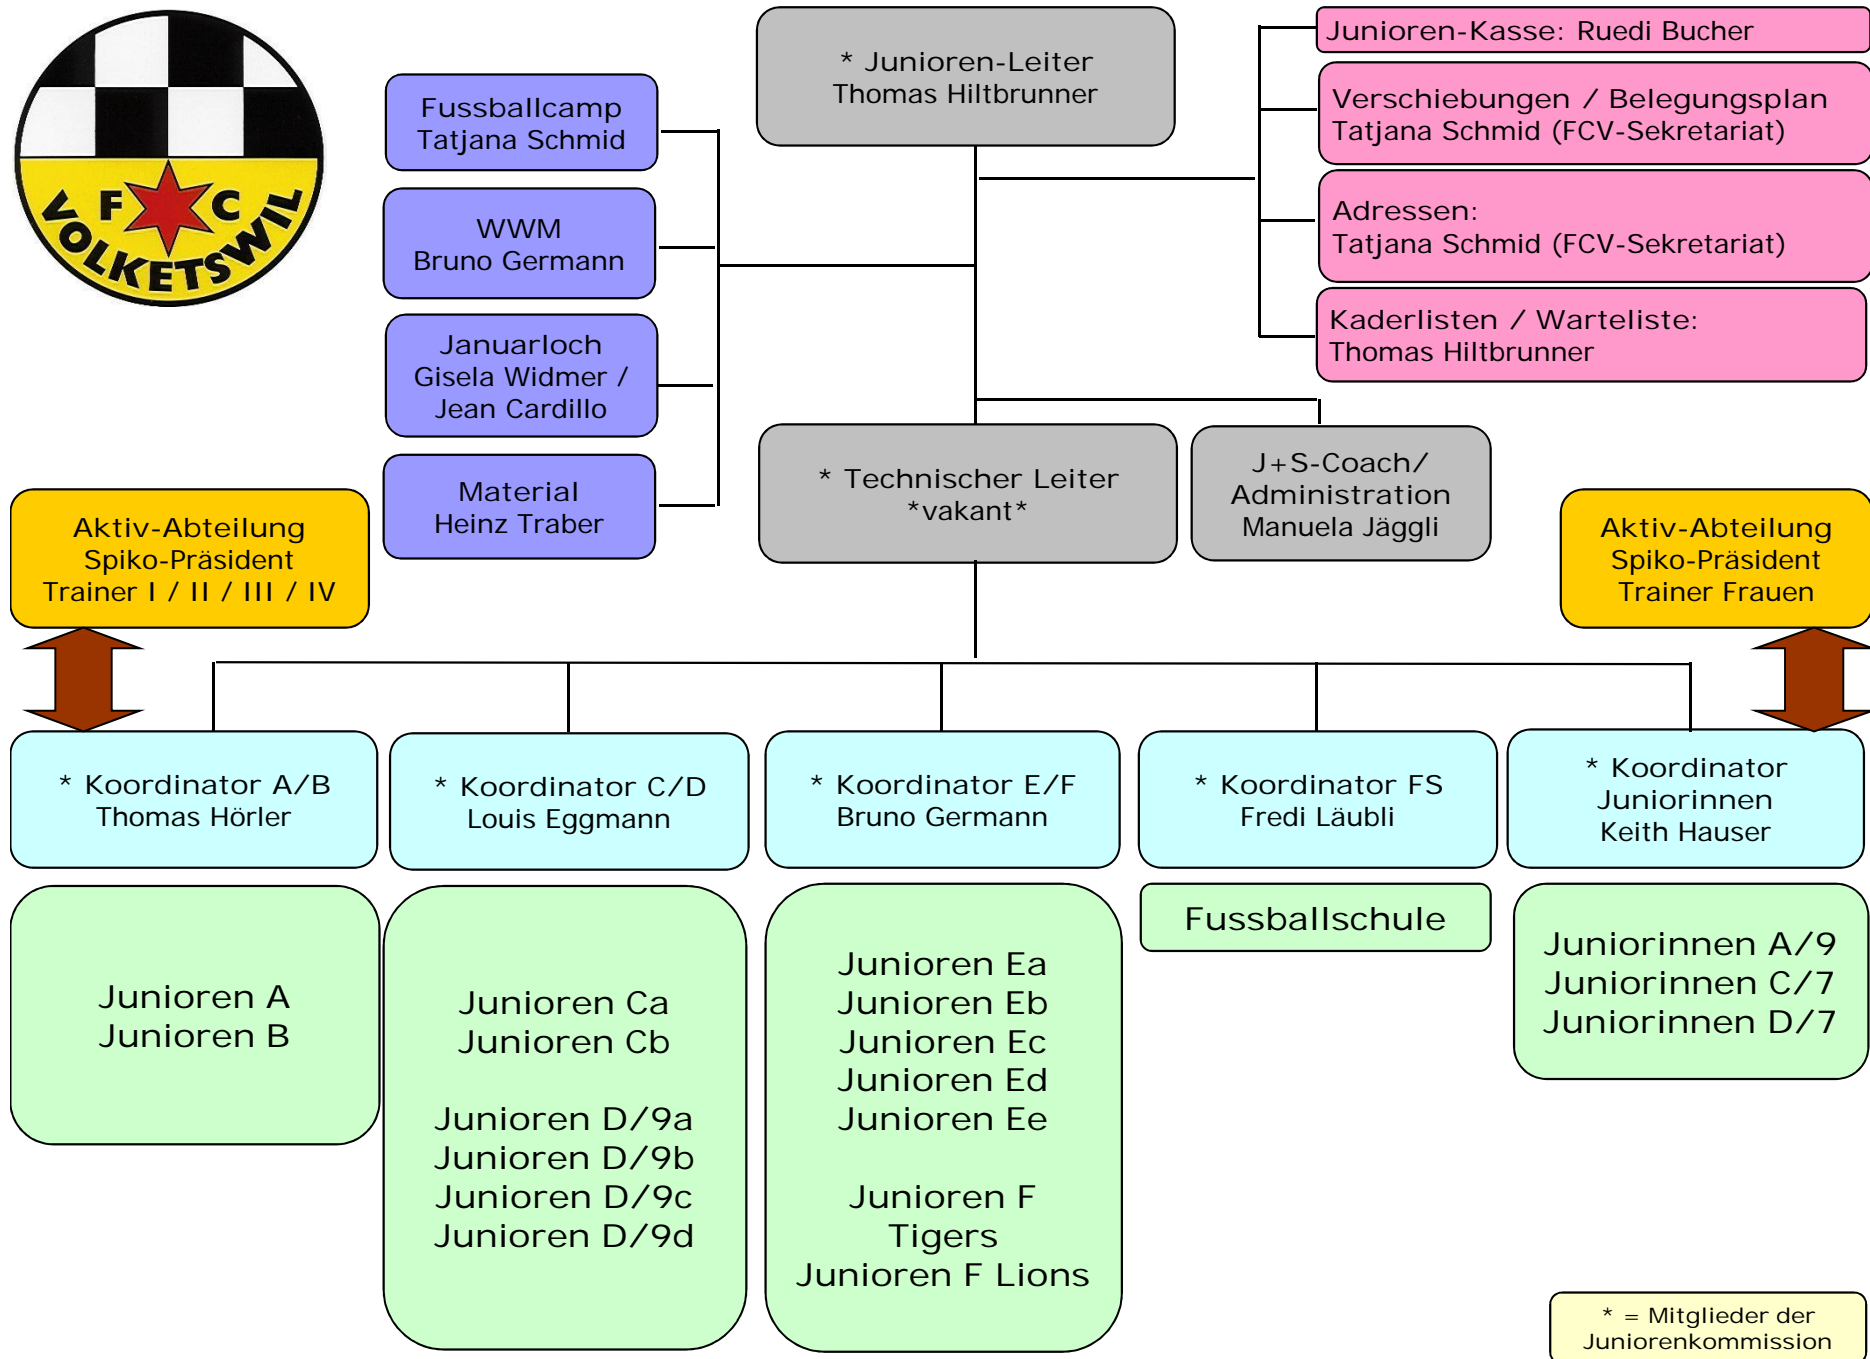 F C
VOLKETSWIL
* Junioren-Leiter
Thomas Hiltbrunner
Junioren-Kasse: Ruedi Bucher
Verschiebungen / Belegungsplan
Tatjana Schmid (FCV-Sekretariat)
Adressen:
Tatjana Schmid (FCV-Sekretariat)
Kaderlisten / Warteliste:
Thomas Hiltbrunner
Fussballcamp
Tatjana Schmid
WWM
Bruno Germann
Januarloch
Gisela Widmer /
Jean Cardillo
Material
Heinz Traber
* Technischer Leiter
*vakant*
J+S-Coach/
Administration
Manuela Jäggli
Aktiv-Abteilung
Spiko-Präsident
Trainer I / II / III / IV
Aktiv-Abteilung
Spiko-Präsident
Trainer Frauen
* Koordinator A/B
Thomas Hörler
* Koordinator C/D
Louis Eggmann
* Koordinator E/F
Bruno Germann
* Koordinator FS
Fredi Läubli
* Koordinator
Juniorinnen
Keith Hauser
Junioren A
Junioren B
Junioren Ca
Junioren Cb
Junioren D/9a
Junioren D/9b
Junioren D/9c
Junioren D/9d
Junioren Ea
Junioren Eb
Junioren Ec
Junioren Ed
Junioren Ee
Junioren F
Tigers
Junioren F Lions
Fussballschule
Juniorinnen A/9
Juniorinnen C/7
Juniorinnen D/7
* = Mitglieder der
Juniorenkommission